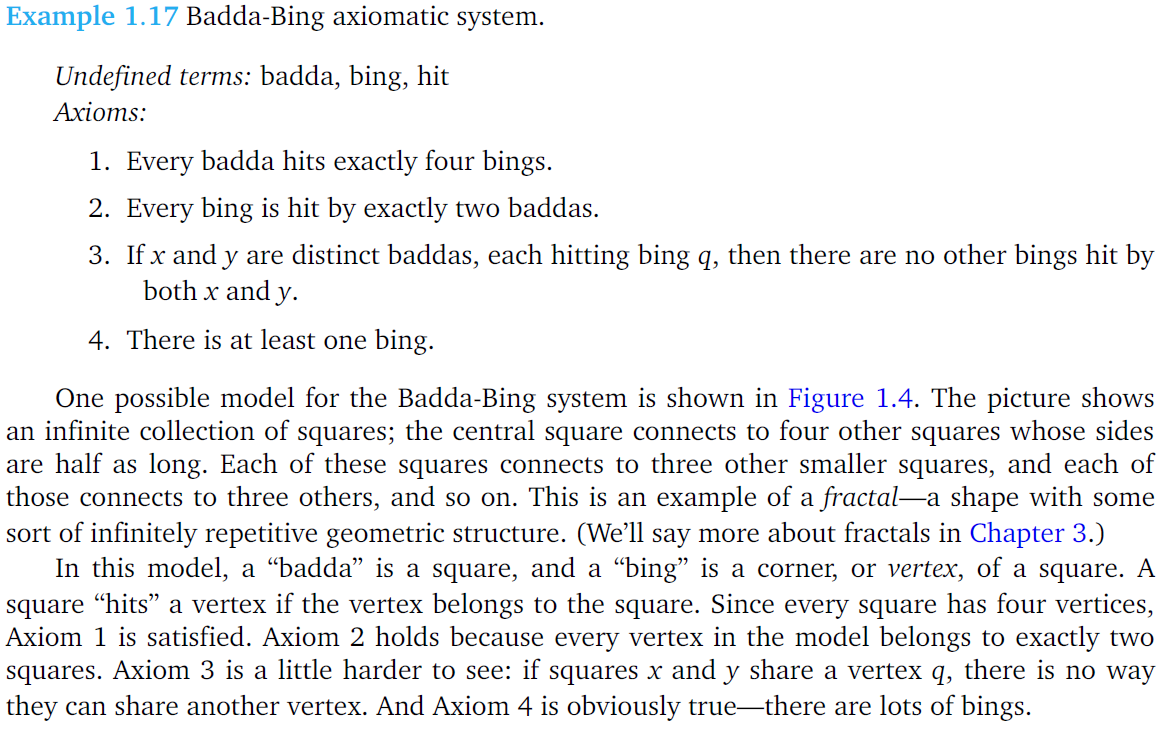 Example 1.17 Badda-Bing axiomatic system.
Undefined terms: badda, bing, hit
Axioms:
1. Every badda hits exactly four bings.
2. Every bing is hit by exactly two baddas.
3. If x and y are distinct baddas, each hitting bing q, then there are no other bings hit by
both x and y.
4. There is at least one bing.
One possible model for the Badda-Bing system is shown in Figure 1.4. The picture shows
an infinite collection of squares; the central square connects to four other squares whose sides
are half as long. Each of these squares connects to three other smaller squares, and each of
those connects to three others, and so on. This is an example of a fractal—a shape with some
sort of infinitely repetitive geometric structure. (We’ll say more about fractals in Chapter 3.)
In this model, a “badda” is a square, and a “bing” is a corner, or vertex, of a square. A
square “hits” a vertex if the vertex belongs to the square. Since every square has four vertices,
Axiom 1 is satisfied. Axiom 2 holds because every vertex in the model belongs to exactly two
squares. Axiom 3 is a little harder to see: if squares x and y share a vertex q, there is no way
they can share another vertex. And Axiom 4 is obviously true—there are lots of bings.